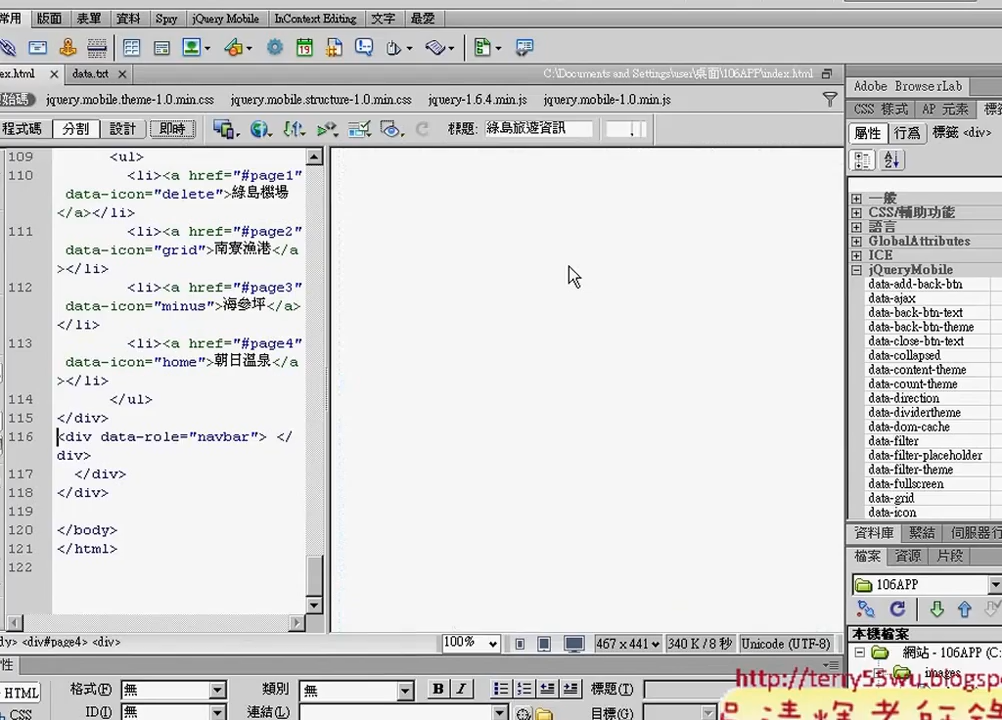 常用 版面 表單 資料 Spry jQuery Mobile InContext Editing 文字 最愛
ex.html data.txt C:\Documents and Settings\user\桌面\106APP\index.html
原始碼 jquery.mobile.theme-1.0.min.css jquery.mobile.structure-1.0.min.css jquery-1.6.4.min.js jquery.mobile-1.0.min.js
程式碼 分割 設計 即時 標題: 綠島旅遊資訊
109 <ul>
110 <li><a href="#page1"
data-icon="delete">綠島機場
</a></li>
111 <li><a href="#page2"
data-icon="grid">南寮漁港</a
></li>
112 <li><a href="#page3"
data-icon="minus">海參坪</a>
</li>
113 <li><a href="#page4"
data-icon="home">朝日溫泉</a
></li>
114 </ul>
115 </div>
116 <div data-role="navbar"> </
div>
117 </div>
118 </div>
119
120 </body>
121 </html>
122
dy> <div#page4> <div> 100% 467 x 441 340 K / 8 秒 Unicode (UTF-8)
性
HTML 格式(F) 無 類別 無 B I 標題(T)
CSS ID(I) 無 連結(L) 目標(G)
Adobe BrowserLab
CSS 樣式 AP 元素 標
屬性 行為 標籤 <div>
一般
CSS/輔助功能
語言
GlobalAttributes
ICE
jQueryMobile
data-add-back-btn
data-ajax
data-back-btn-text
data-back-btn-theme
data-close-btn-text
data-collapsed
data-content-theme
data-count-theme
data-direction
data-dividertheme
data-dom-cache
data-filter
data-filter-placeholder
data-filter-theme
data-fullscreen
data-grid
data-icon
資料庫 繫結 伺服器行
檔案 資源 片段
106APP
本機檔案
網站 - 106APP (C:
images
http://terry55wu.blogspo